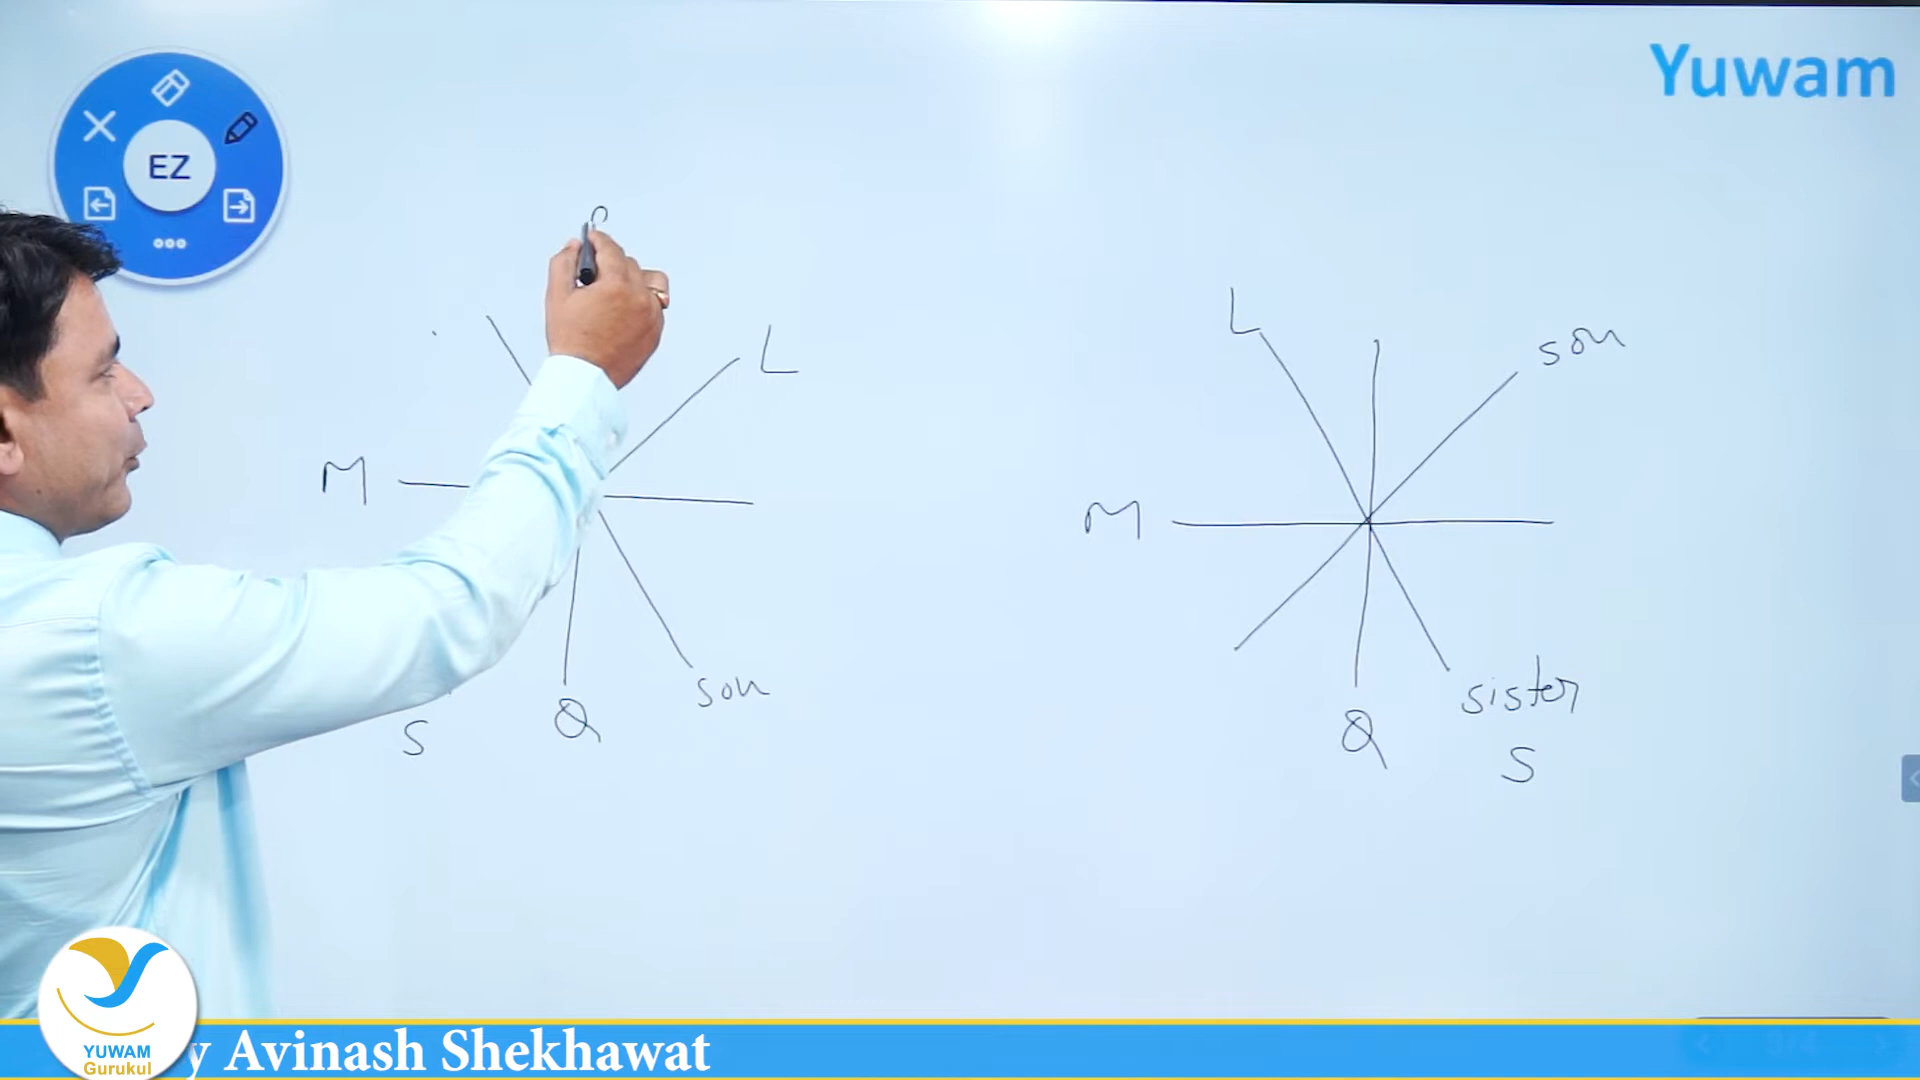 Yuwam
EZ
L
M
son
Q
S
L
son
M
sister
Q
S
YUWAM
Gurukul
y Avinash Shekhawat